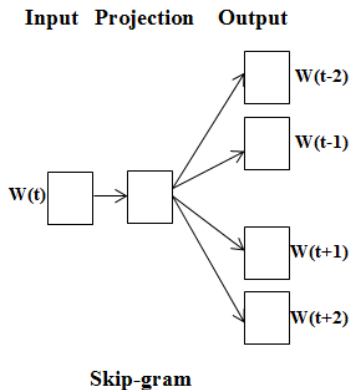 Input Projection Output
W(t-2)
W(t-1)
W(t)
W(t+1)
W(t+2)
Skip-gram